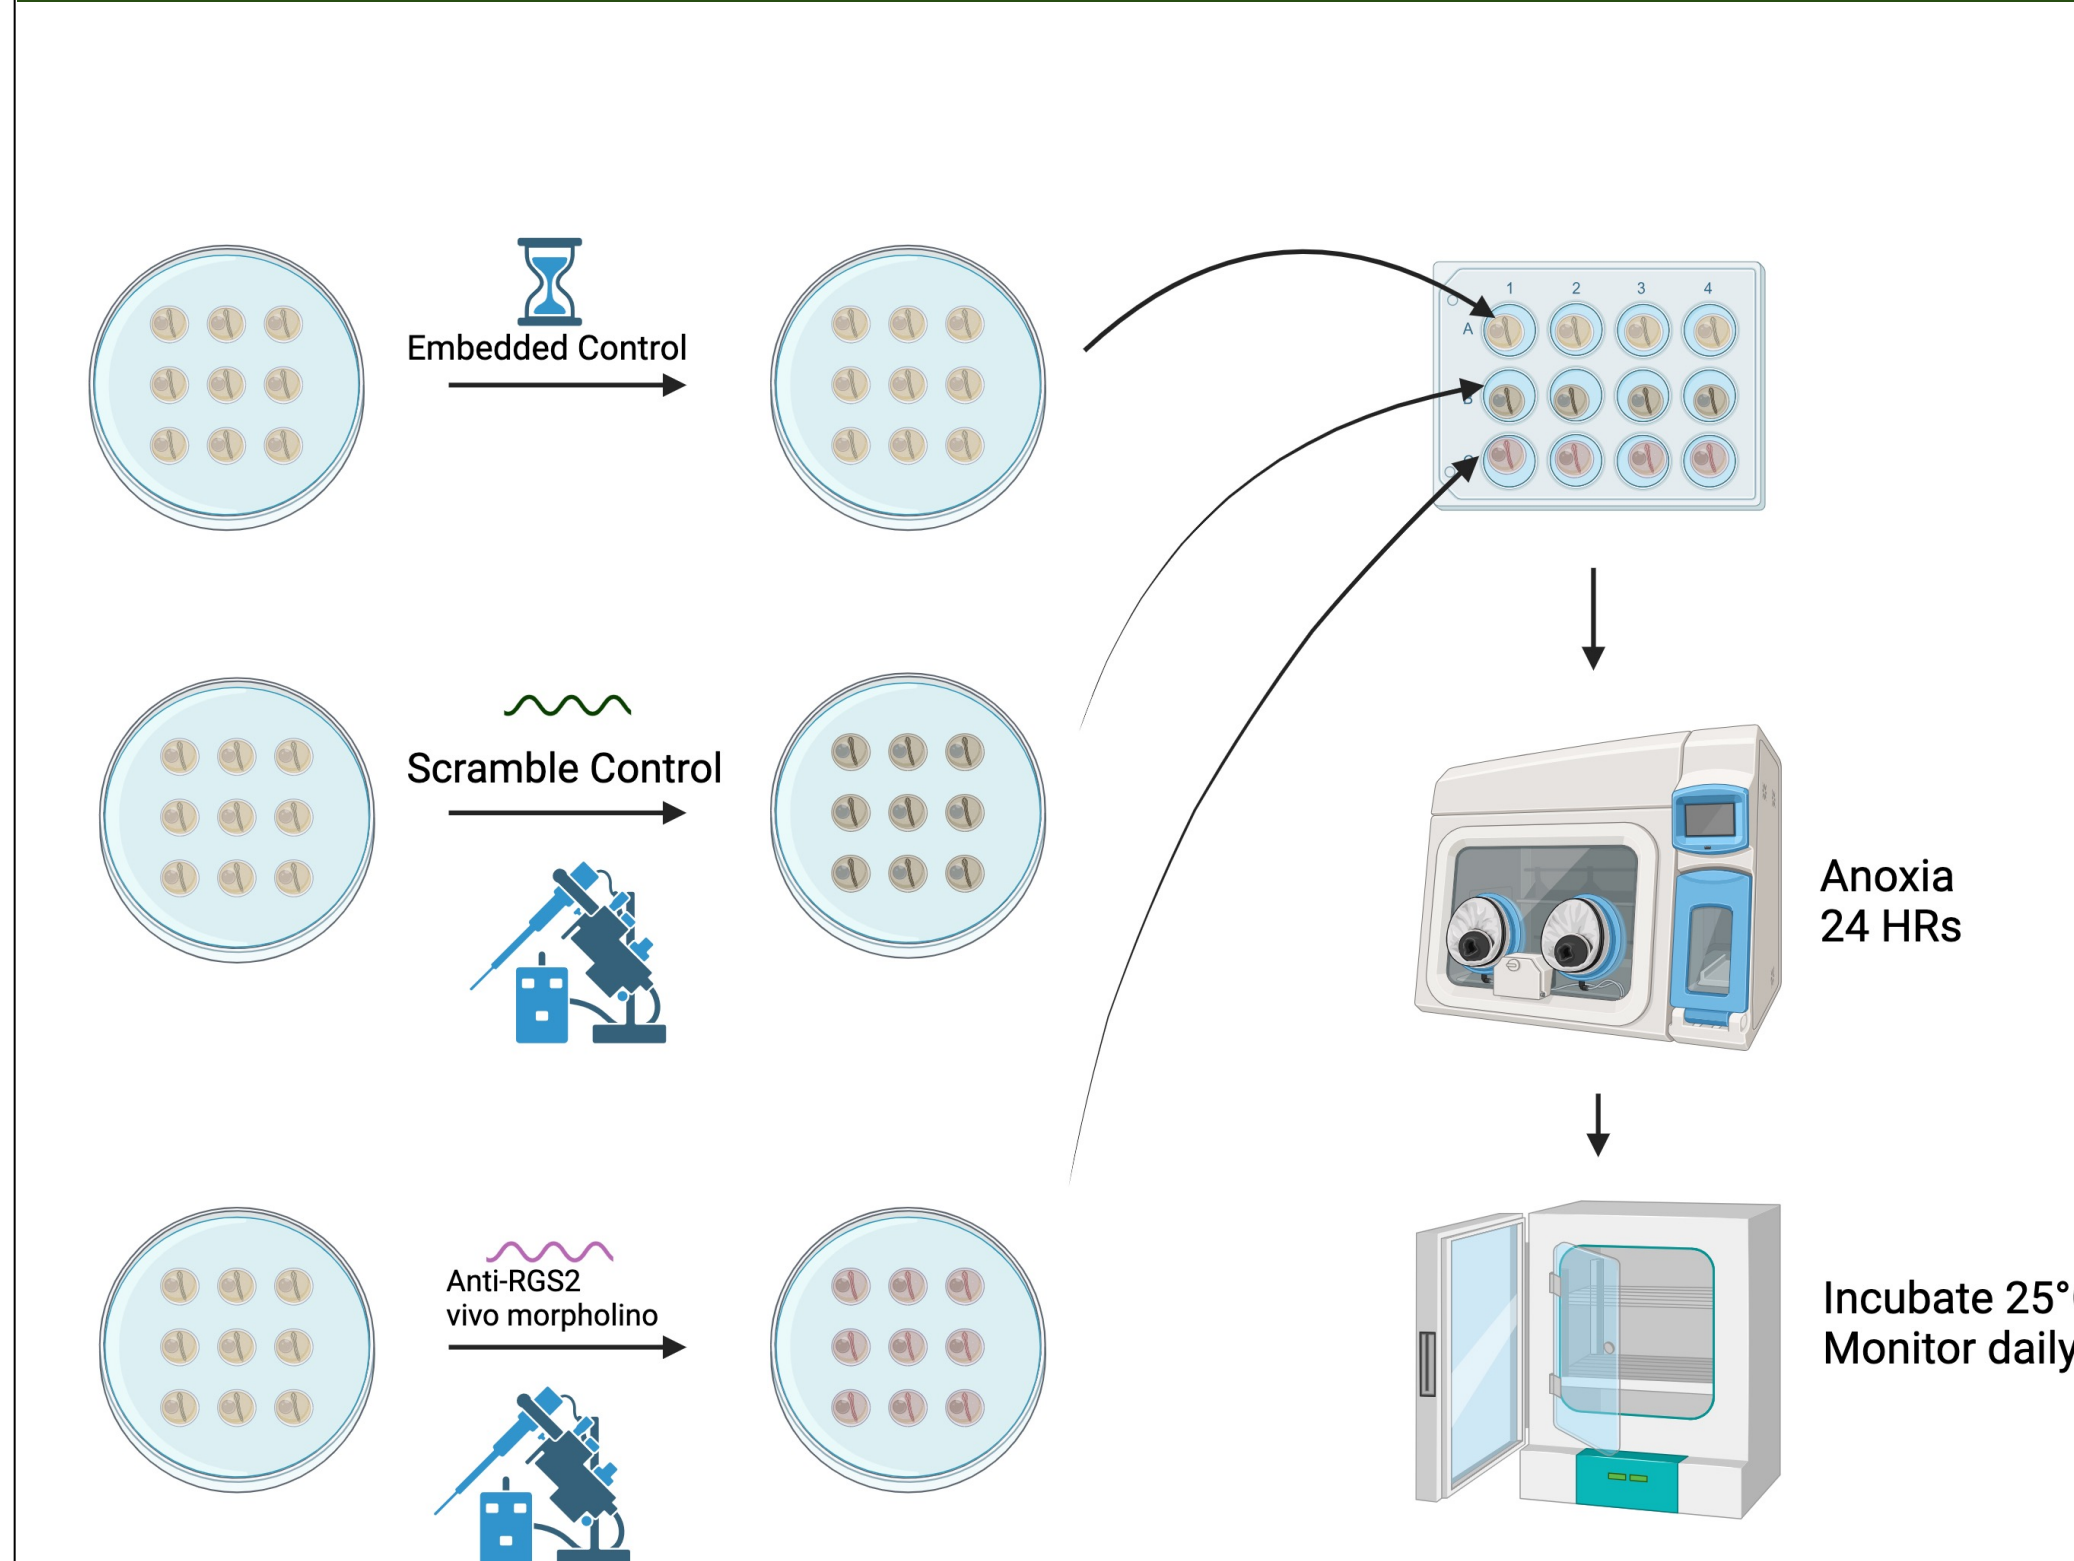 Embedded Control
1 2 3 4
A
B
Scramble Control
Anoxia
24 HRs
Anti-RGS2
vivo morpholino
Incubate 25°
Monitor daily